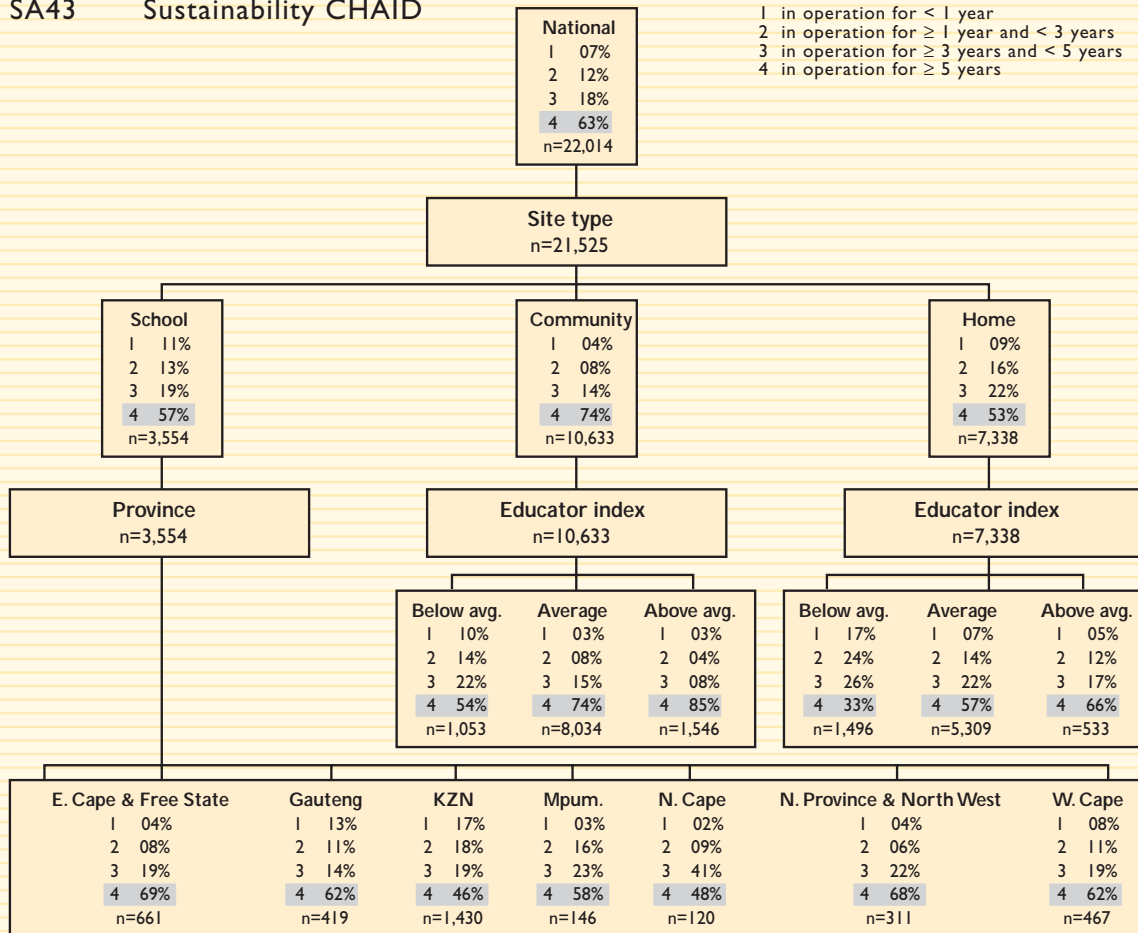 SA43 Sustainability CHAID
1 in operation for < 1 year
2 in operation for ≥ 1 year and < 3 years
3 in operation for ≥ 3 years and < 5 years
4 in operation for ≥ 5 years
National
1 07%
2 12%
3 18%
4 63%
n=22,014
Site type
n=21,525
School
1 11%
2 13%
3 19%
4 57%
n=3,554
Community
1 04%
2 08%
3 14%
4 74%
n=10,633
Home
1 09%
2 16%
3 22%
4 53%
n=7,338
Province
n=3,554
Educator index
n=10,633
Educator index
n=7,338
Below avg.
1 10%
2 14%
3 22%
4 54%
n=1,053
Average
1 03%
2 08%
3 15%
4 74%
n=8,034
Above avg.
1 03%
2 04%
3 08%
4 85%
n=1,546
Below avg.
1 17%
2 24%
3 26%
4 33%
n=1,496
Average
1 07%
2 14%
3 22%
4 57%
n=5,309
Above avg.
1 05%
2 12%
3 17%
4 66%
n=533
E. Cape & Free State
1 04%
2 08%
3 19%
4 69%
n=661
Gauteng
1 13%
2 11%
3 14%
4 62%
n=419
KZN
1 17%
2 18%
3 19%
4 46%
n=1,430
Mpum.
1 03%
2 16%
3 23%
4 58%
n=146
N. Cape
1 02%
2 09%
3 41%
4 48%
n=120
N. Province & North West
1 04%
2 06%
3 22%
4 68%
n=311
W. Cape
1 08%
2 11%
3 19%
4 62%
n=467